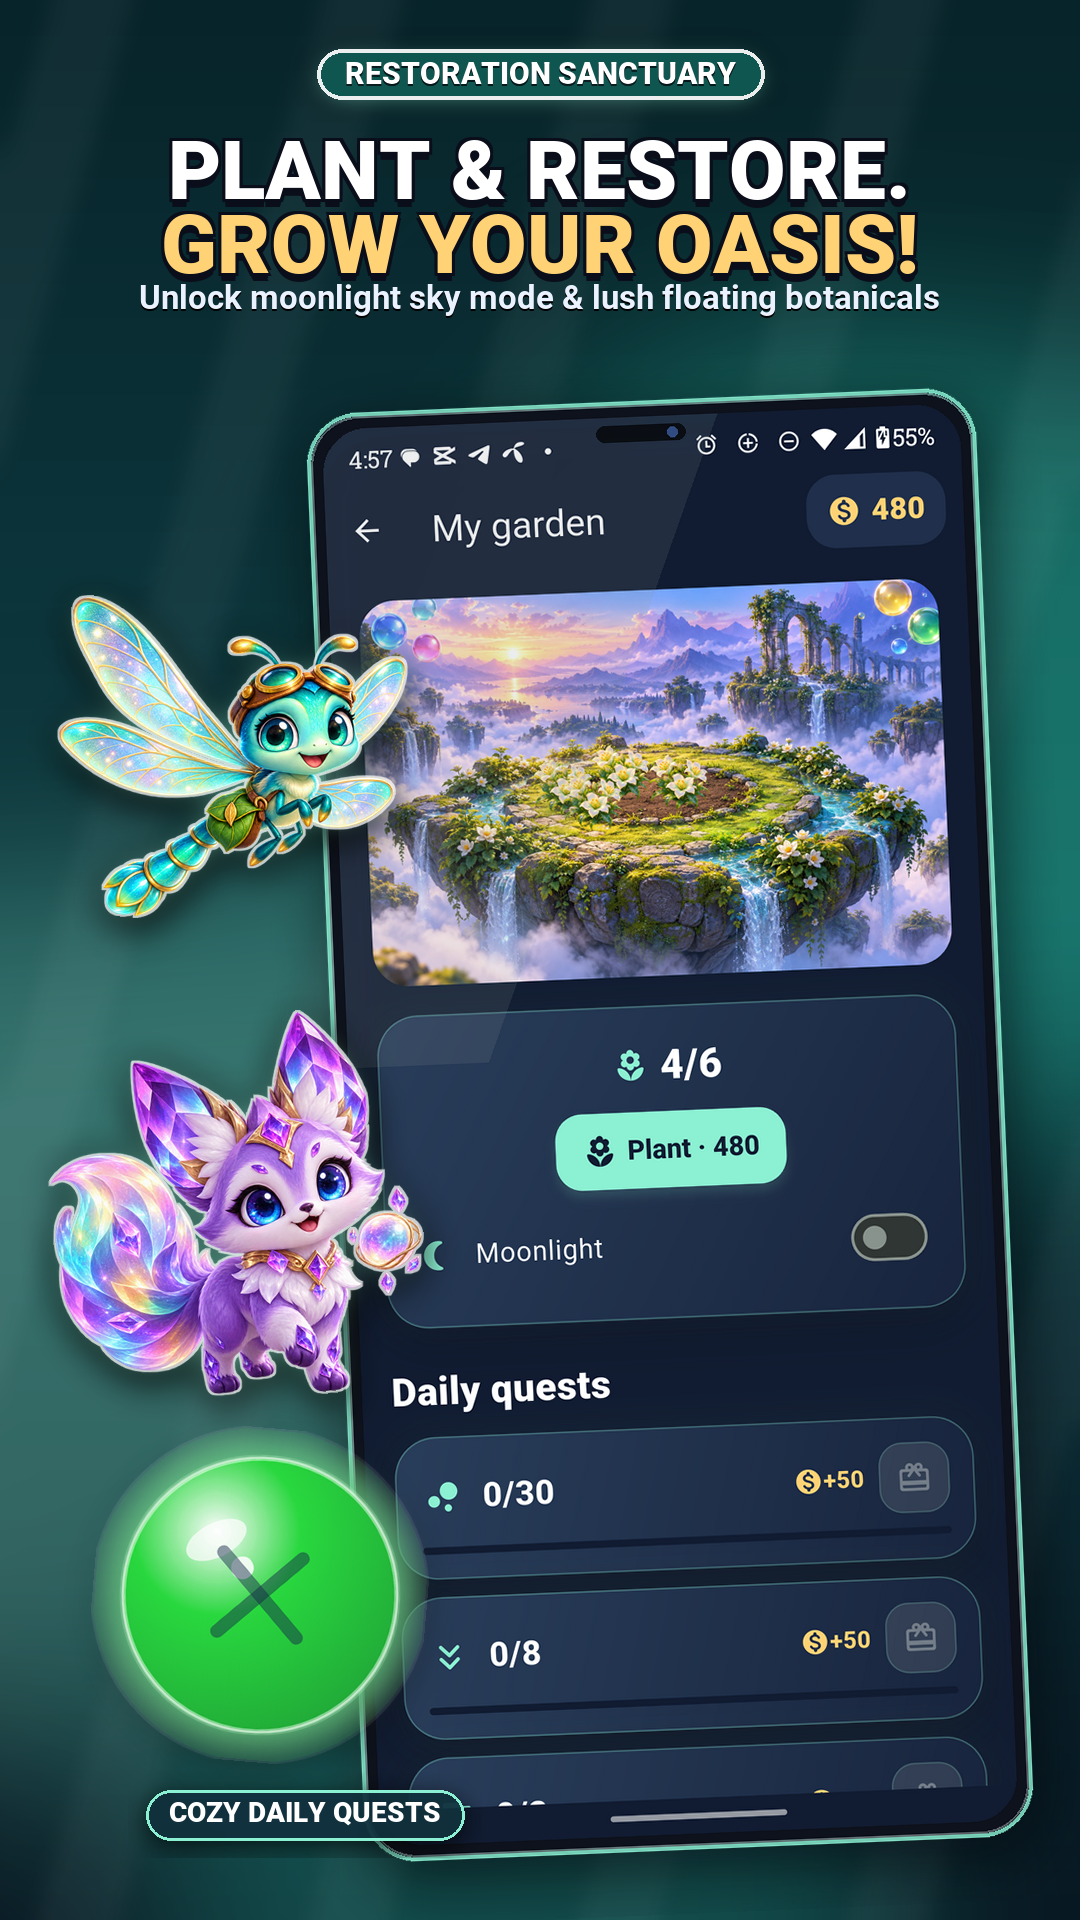 RESTORATION SANCTUARY
PLANT & RESTORE.
GROW YOUR OASIS!
Unlock moonlight sky mode & lush floating botanicals
4:57
55%
My garden
480
4/6
Plant · 480
Moonlight
Daily quests
0/30
+50
0/8
+50
COZY DAILY QUESTS